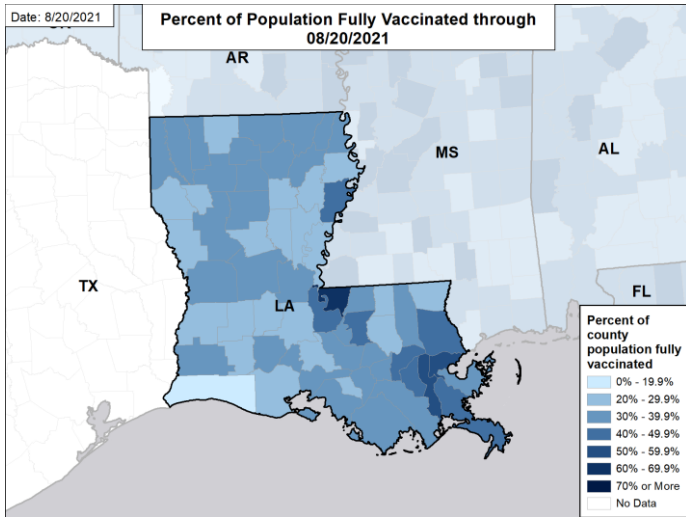 Date: 8/20/2021
Percent of Population Fully Vaccinated through
08/20/2021
AR
MS
AL
TX
LA
FL
Percent of
county
population fully
vaccinated
0% - 19.9%
20% - 29.9%
30% - 39.9%
40% - 49.9%
50% - 59.9%
60% - 69.9%
70% or More
No Data